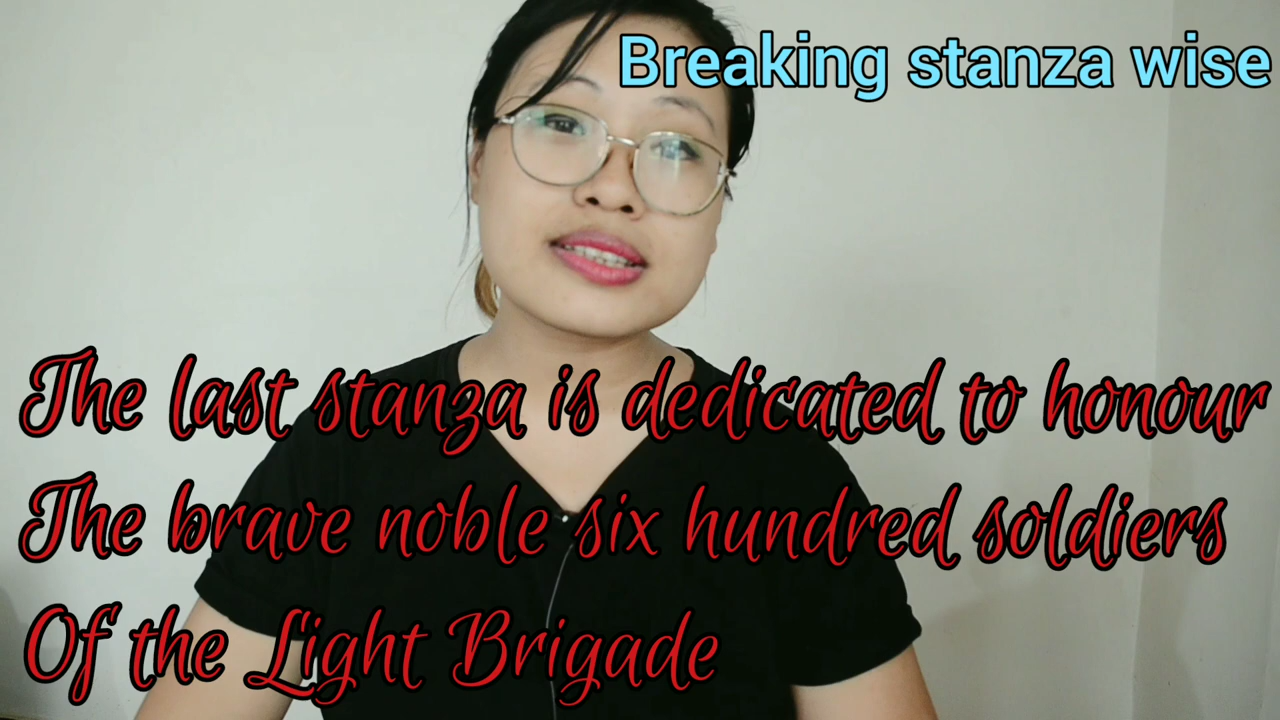 Breaking stanza wise
The last stanza is dedicated to honour
The brave noble six hundred soldiers
Of the Light Brigade